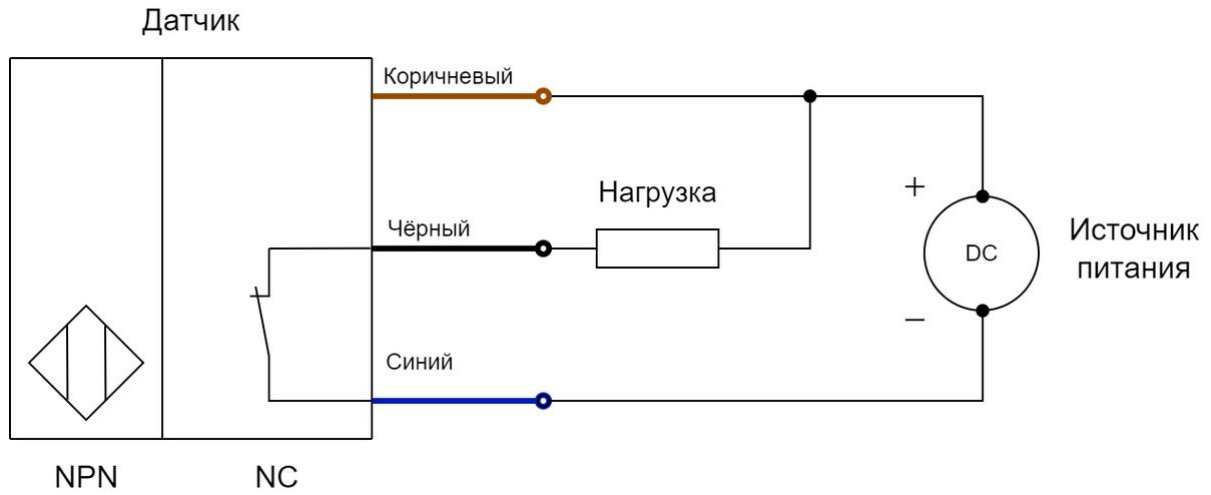 Датчик
Коричневый
Чёрный
Нагрузка
+
DC
Источник
питания
−
Синий
NPN
NC